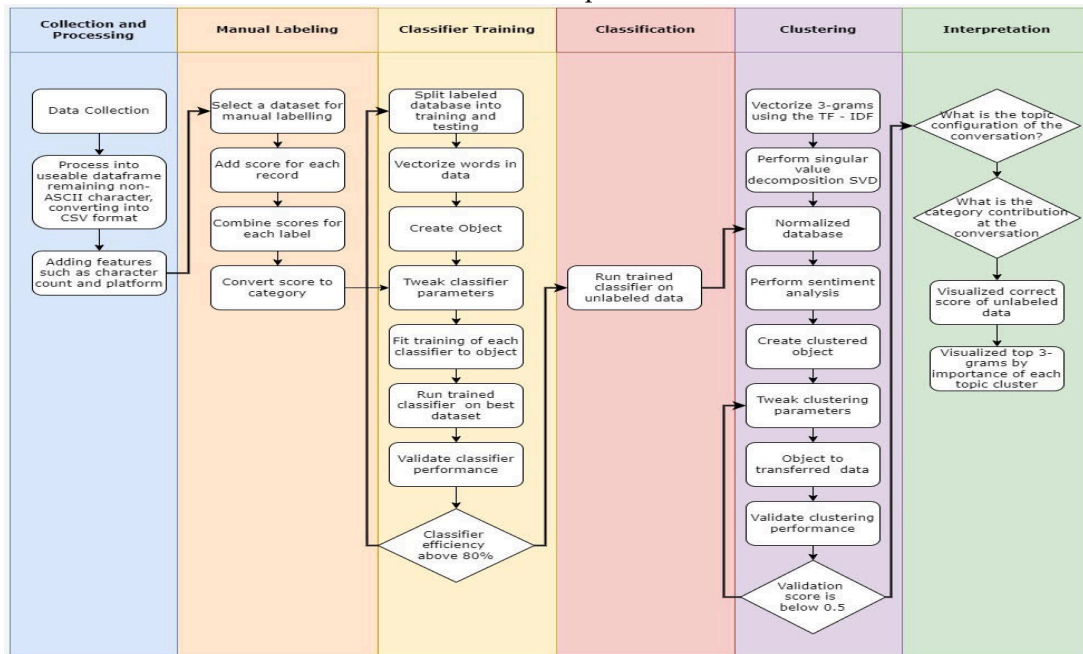 Collection and
Processing
Manual Labeling
Classifier Training
Classification
Clustering
Interpretation
Data Collection
Process into
useable dataframe
remaining non-
ASCII character,
converting into
CSV format
Adding features
such as character
count and platform
Select a dataset for
manual labelling
Add score for each
record
Combine scores for
each label
Convert score to
category
Split labeled
database into
training and
testing
Vectorize words in
data
Create Object
Tweak classifier
parameters
Fit training of each
classifier to object
Run trained
classifier on best
dataset
Validate classifier
performance
Classifier
efficiency
above 80%
Run trained
classifier on
unlabeled data
Vectorize 3-grams
using the TF - IDF
Perform singular
value
decomposition SVD
Normalized
database
Perform sentiment
analysis
Create clustered
object
Tweak clustering
parameters
Object to
transferred data
Validate clustering
performance
Validation
score is
below 0.5
What is the topic
configuration of the
conversation?
What is the
category contribution
at the
conversation
Visualized correct
score of unlabeled
data
Visualized top 3-
grams by
importance of each
topic cluster